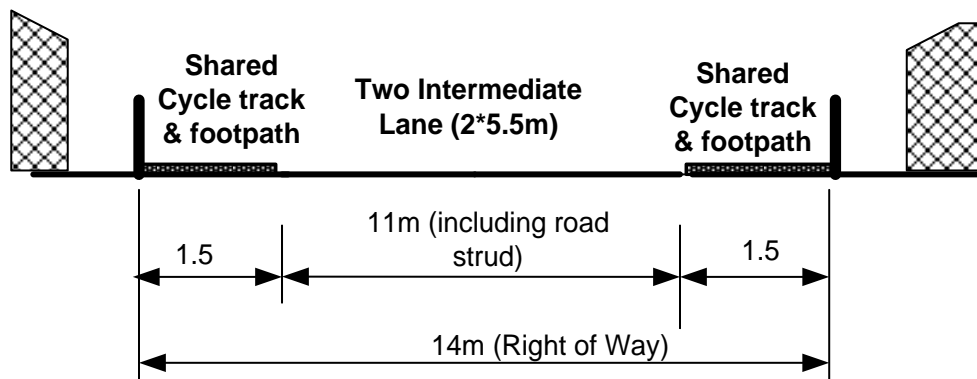 Shared
Cycle track
& footpath
Two Intermediate
Lane (2*5.5m)
Shared
Cycle track
& footpath
1.5
11m (including road
strud)
1.5
14m (Right of Way)